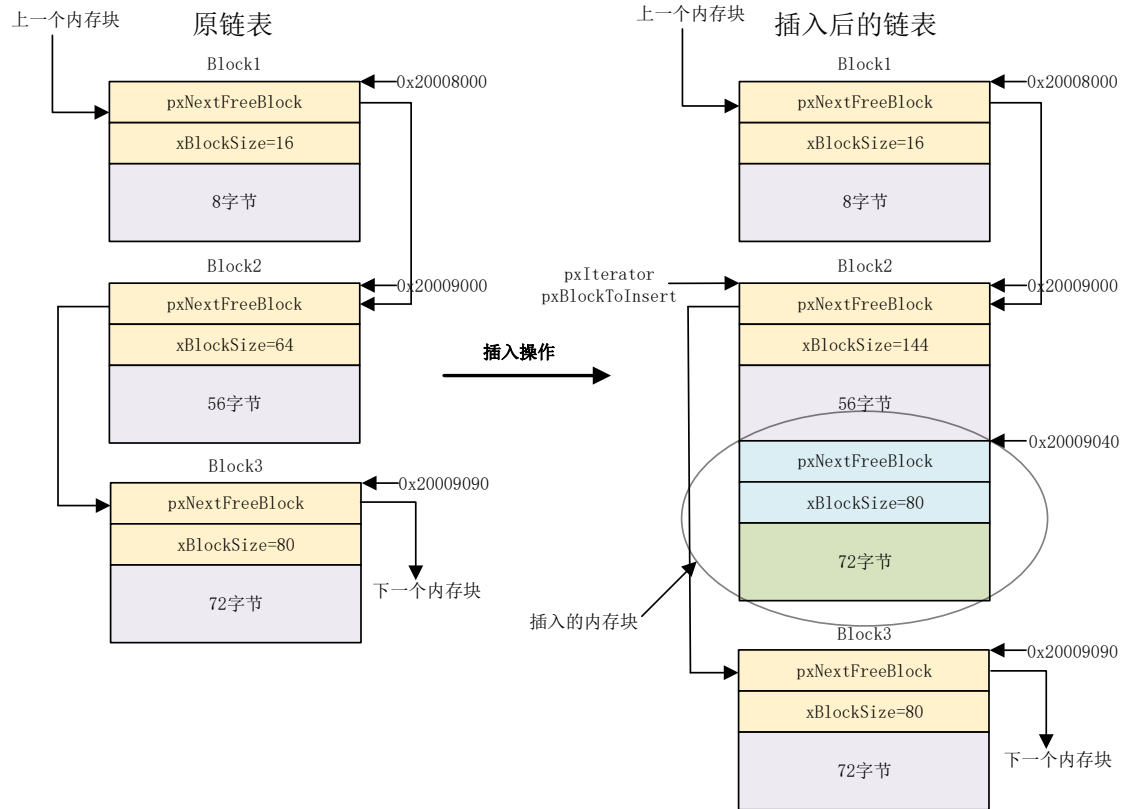 原链表
上一个内存块
Block1
0x20008000
pxNextFreeBlock
xBlockSize=16
8字节
Block2
0x20009000
pxNextFreeBlock
xBlockSize=64
56字节
Block3
0x20009090
pxNextFreeBlock
xBlockSize=80
72字节
下一个内存块
插入操作
插入后的链表
上一个内存块
Block1
0x20008000
pxNextFreeBlock
xBlockSize=16
8字节
pxIterator
pxBlockToInsert
Block2
0x20009000
pxNextFreeBlock
xBlockSize=144
56字节
0x20009040
pxNextFreeBlock
xBlockSize=80
72字节
插入的内存块
Block3
0x20009090
pxNextFreeBlock
xBlockSize=80
72字节
下一个内存块